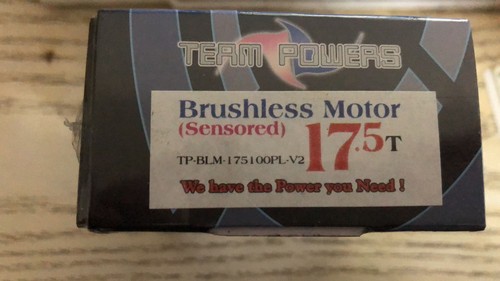 TEAM POWERS
Brushless Motor
(Sensored) 17.5T
TP-BLM-175100PL-V2
We have the Power you Need !